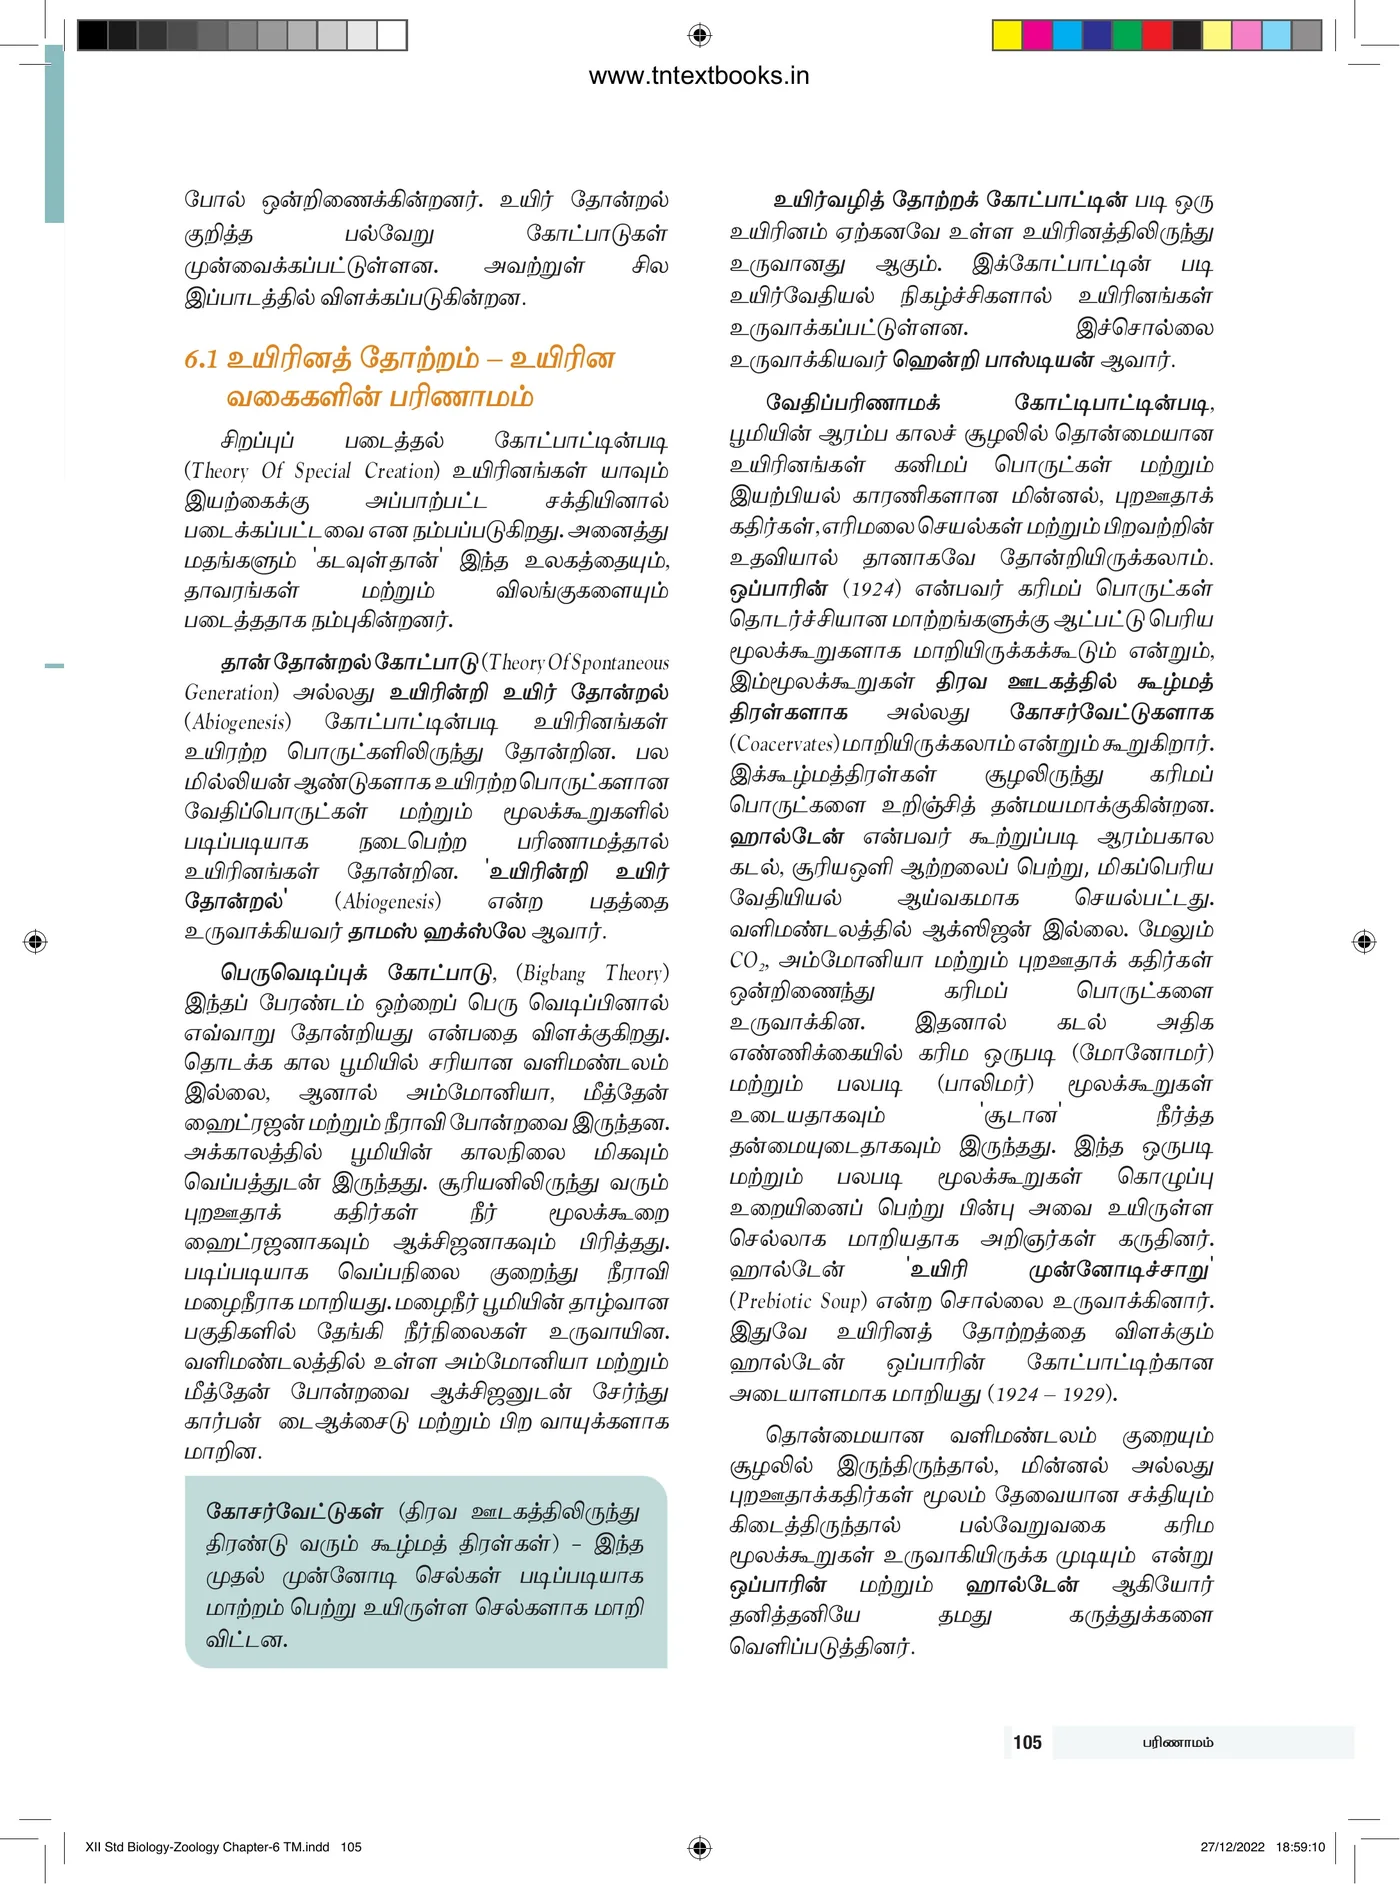 www.tntextbooks.in
போல் ஒன்றிணைக்கின்றனர். உயிர் தோன்றல்
குறித்த பல்வேறு கோட்பாடுகள்
முன்வைக்கப்பட்டுள்ளன. அவற்றுள் சில
இப்பாடத்தில் விளக்கப்படுகின்றன.
6.1 உயிரினத் தோற்றம் – உயிரின
வகைகளின் பரிணாமம்
சிறப்புப் படைத்தல் கோட்பாட்டின்படி
(Theory Of Special Creation) உயிரினங்கள் யாவும்
இயற்கைக்கு அப்பாற்பட்ட சக்தியினால்
படைக்கப்பட்டவை என நம்பப்படுகிறது. அனைத்து
மதங்களும் 'கடவுள்தான்' இந்த உலகத்தையும்,
தாவரங்கள் மற்றும் விலங்குகளையும்
படைத்ததாக நம்புகின்றனர்.
தான் தோன்றல் கோட்பாடு (Theory Of Spontaneous
Generation) அல்லது உயிரின்றி உயிர் தோன்றல்
(Abiogenesis) கோட்பாட்டின்படி உயிரினங்கள்
உயிரற்ற பொருட்களிலிருந்து தோன்றின. பல
மில்லியன் ஆண்டுகளாக உயிரற்ற பொருட்களான
வேதிப்பொருட்கள் மற்றும் மூலக்கூறுகளில்
படிப்படியாக நடைபெற்ற பரிணாமத்தால்
உயிரினங்கள் தோன்றின. 'உயிரின்றி உயிர்
தோன்றல்' (Abiogenesis) என்ற பதத்தை
உருவாக்கியவர் தாமஸ் ஹக்ஸ்லே ஆவார்.
பெருவெடிப்புக் கோட்பாடு, (Bigbang Theory)
இந்தப் பேரண்டம் ஒற்றைப் பெரு வெடிப்பினால்
எவ்வாறு தோன்றியது என்பதை விளக்குகிறது.
தொடக்க கால பூமியில் சரியான வளிமண்டலம்
இல்லை, ஆனால் அம்மோனியா, மீத்தேன்
ஹைட்ரஜன் மற்றும் நீராவி போன்றவை இருந்தன.
அக்காலத்தில் பூமியின் காலநிலை மிகவும்
வெப்பத்துடன் இருந்தது. சூரியனிலிருந்து வரும்
புறஊதாக் கதிர்கள் நீர் மூலக்கூறை
ஹைட்ரஜனாகவும் ஆக்சிஜனாகவும் பிரித்தது.
படிப்படியாக வெப்பநிலை குறைந்து நீராவி
மழைநீராக மாறியது. மழைநீர் பூமியின் தாழ்வான
பகுதிகளில் தேங்கி நீர்நிலைகள் உருவாயின.
வளிமண்டலத்தில் உள்ள அம்மோனியா மற்றும்
மீத்தேன் போன்றவை ஆக்சிஜனுடன் சேர்ந்து
கார்பன் டைஆக்சைடு மற்றும் பிற வாயுக்களாக
மாறின.
கோசர்வேட்டுகள் (திரவ ஊடகத்திலிருந்து
திரண்டு வரும் கூழ்மத் திரள்கள்) – இந்த
முதல் முன்னோடி செல்கள் படிப்படியாக
மாற்றம் பெற்று உயிருள்ள செல்களாக மாறி
விட்டன.
உயிர்வழித் தோற்றக் கோட்பாட்டின் படி ஒரு
உயிரினம் ஏற்கனவே உள்ள உயிரினத்திலிருந்து
உருவானது ஆகும். இக்கோட்பாட்டின் படி
உயிர்வேதியல் நிகழ்ச்சிகளால் உயிரினங்கள்
உருவாக்கப்பட்டுள்ளன. இச்சொல்லை
உருவாக்கியவர் ஹென்றி பாஸ்டியன் ஆவார்.
வேதிப்பரிணாமக் கோட்டிபாட்டின்படி,
பூமியின் ஆரம்ப காலச் சூழலில் தொன்மையான
உயிரினங்கள் கனிமப் பொருட்கள் மற்றும்
இயற்பியல் காரணிகளான மின்னல், புறஊதாக்
கதிர்கள், எரிமலை செயல்கள் மற்றும் பிறவற்றின்
உதவியால் தானாகவே தோன்றியிருக்கலாம்.
ஒப்பாரின் (1924) என்பவர் கரிமப் பொருட்கள்
தொடர்ச்சியான மாற்றங்களுக்கு ஆட்பட்டு பெரிய
மூலக்கூறுகளாக மாறியிருக்கக்கூடும் என்றும்,
இம்மூலக்கூறுகள் திரவ ஊடகத்தில் கூழ்மத்
திரள்களாக அல்லது கோசர்வேட்டுகளாக
(Coacervates) மாறியிருக்கலாம் என்றும் கூறுகிறார்.
இக்கூழ்மத்திரள்கள் சூழலிருந்து கரிமப்
பொருட்களை உறிஞ்சித் தன்மயமாக்குகின்றன.
ஹால்டேன் என்பவர் கூற்றுப்படி ஆரம்பகால
கடல், சூரியஒளி ஆற்றலைப் பெற்று, மிகப்பெரிய
வேதியியல் ஆய்வகமாக செயல்பட்டது.
வளிமண்டலத்தில் ஆக்ஸிஜன் இல்லை. மேலும்
CO₂, அம்மோனியா மற்றும் புறஊதாக் கதிர்கள்
ஒன்றிணைந்து கரிமப் பொருட்களை
உருவாக்கின. இதனால் கடல் அதிக
எண்ணிக்கையில் கரிம ஒருபடி (மோனோமர்)
மற்றும் பலபடி (பாலிமர்) மூலக்கூறுகள்
உடையதாகவும் 'சூடான' நீர்த்த
தன்மையுடைதாகவும் இருந்தது. இந்த ஒருபடி
மற்றும் பலபடி மூலக்கூறுகள் கொழுப்பு
உறையினைப் பெற்று பின்பு அவை உயிருள்ள
செல்லாக மாறியதாக அறிஞர்கள் கருதினர்.
ஹால்டேன் 'உயிரி முன்னோடிச்சாறு'
(Prebiotic Soup) என்ற சொல்லை உருவாக்கினார்.
இதுவே உயிரினத் தோற்றத்தை விளக்கும்
ஹால்டேன் ஒப்பாரின் கோட்பாட்டிற்கான
அடையாளமாக மாறியது (1924 – 1929).
தொன்மையான வளிமண்டலம் குறையும்
சூழலில் இருந்திருந்தால், மின்னல் அல்லது
புறஊதாக்கதிர்கள் மூலம் தேவையான சக்தியும்
கிடைத்திருந்தால் பல்வேறுவகை கரிம
மூலக்கூறுகள் உருவாகியிருக்க முடியும் என்று
ஒப்பாரின் மற்றும் ஹால்டேன் ஆகியோர்
தனித்தனியே தமது கருத்துக்களை
வெளிப்படுத்தினர்.
105 பரிணாமம்
XII Std Biology-Zoology Chapter-6 TM.indd 105 27/12/2022 18:59:10